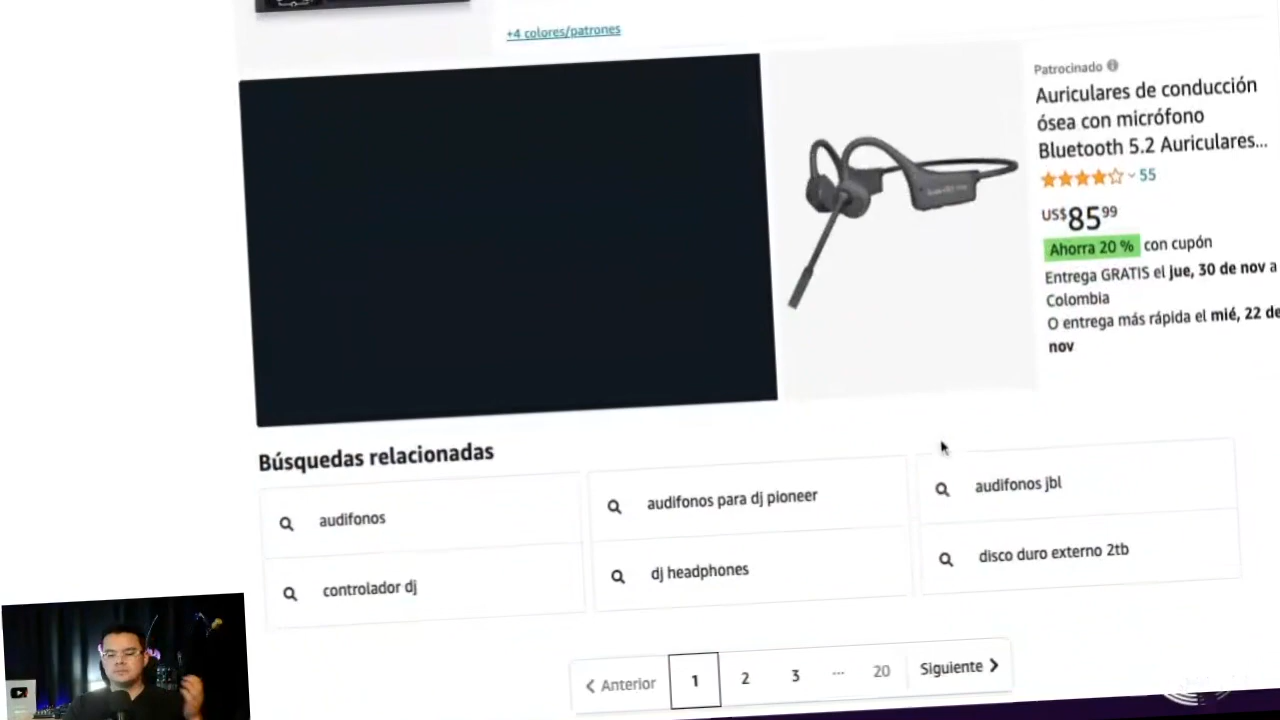 +4 colores/patrones
Patrocinado
Auriculares de conducción
ósea con micrófono
Bluetooth 5.2 Auriculares...
55
US$85⁹⁹
Ahorra 20 % con cupón
Entrega GRATIS el jue, 30 de nov a
Colombia
O entrega más rápida el mié, 22 de
nov
Búsquedas relacionadas
audifonos
audifonos para dj pioneer
audifonos jbl
controlador dj
dj headphones
disco duro externo 2tb
Anterior 1 2 3 ... 20 Siguiente